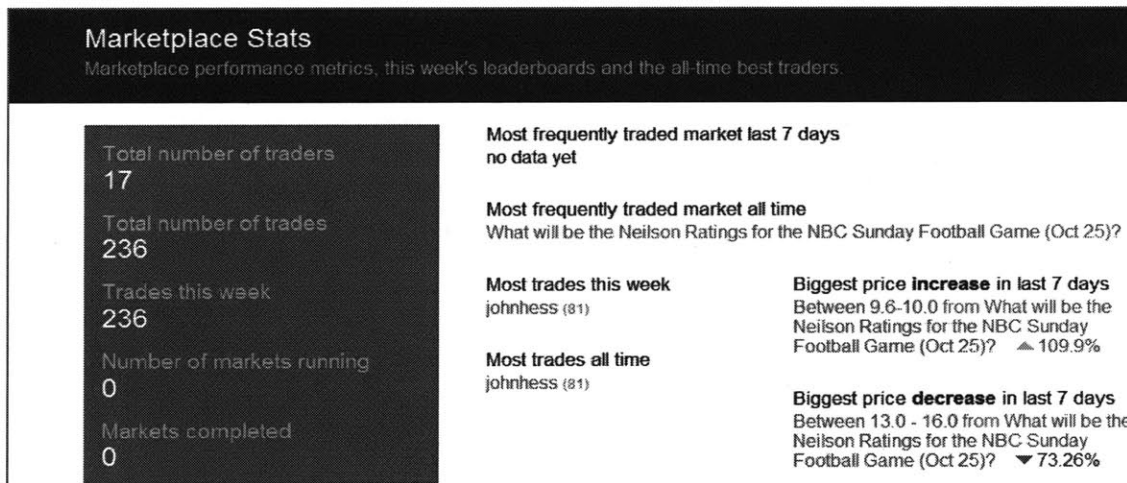 Marketplace Stats
Marketplace performance metrics, this week's leaderboards and the all-time best traders.
Total number of traders
17
Total number of trades
236
Trades this week
236
Number of markets running
0
Markets completed
0
Most frequently traded market last 7 days
no data yet
Most frequently traded market all time
What will be the Neilson Ratings for the NBC Sunday Football Game (Oct 25)?
Most trades this week
johnhess (81)
Most trades all time
johnhess (81)
Biggest price increase in last 7 days
Between 9.6-10.0 from What will be the
Neilson Ratings for the NBC Sunday
Football Game (Oct 25)? ▲ 109.9%
Biggest price decrease in last 7 days
Between 13.0 - 16.0 from What will be the
Neilson Ratings for the NBC Sunday
Football Game (Oct 25)? ▼ 73.26%